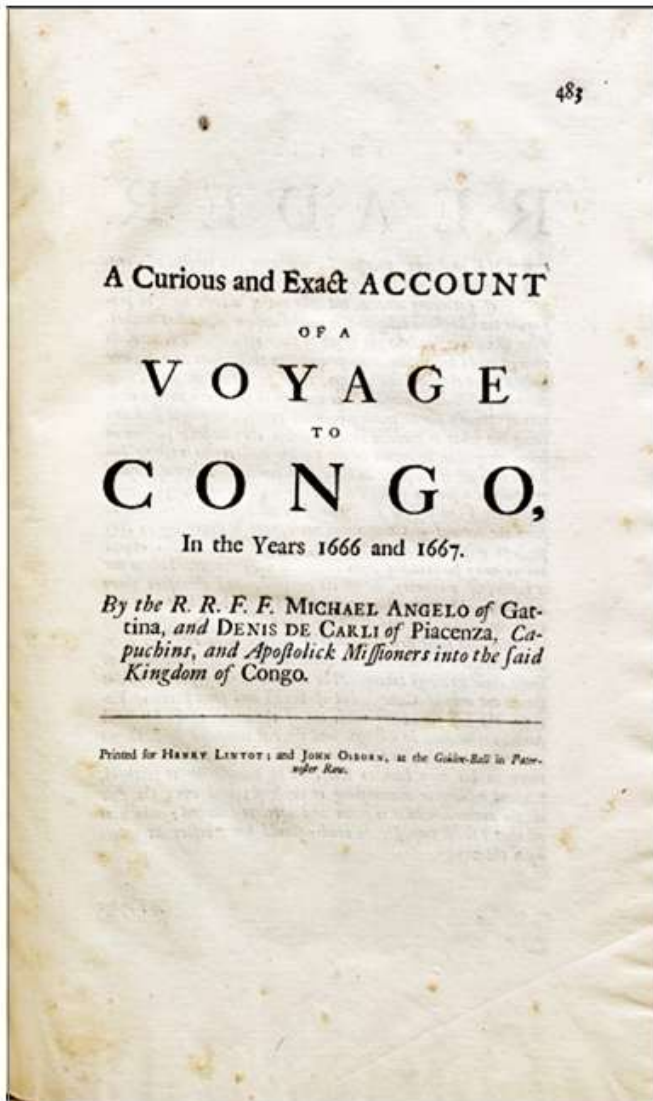 483
A Curious and Exact ACCOUNT
OF A
VOYAGE
TO
CONGO,
In the Years 1666 and 1667.
By the R. R. F. F. MICHAEL ANGELO of Gat-
tina, and DENIS DE CARLI of Piacenza, Ca-
puchins, and Apoſtolick Miſſioners into the ſaid
Kingdom of Congo.
Printed for HENRY LINTOT; and JOHN OSBORN, at the Golden-Ball in Pater-
noſter Row.